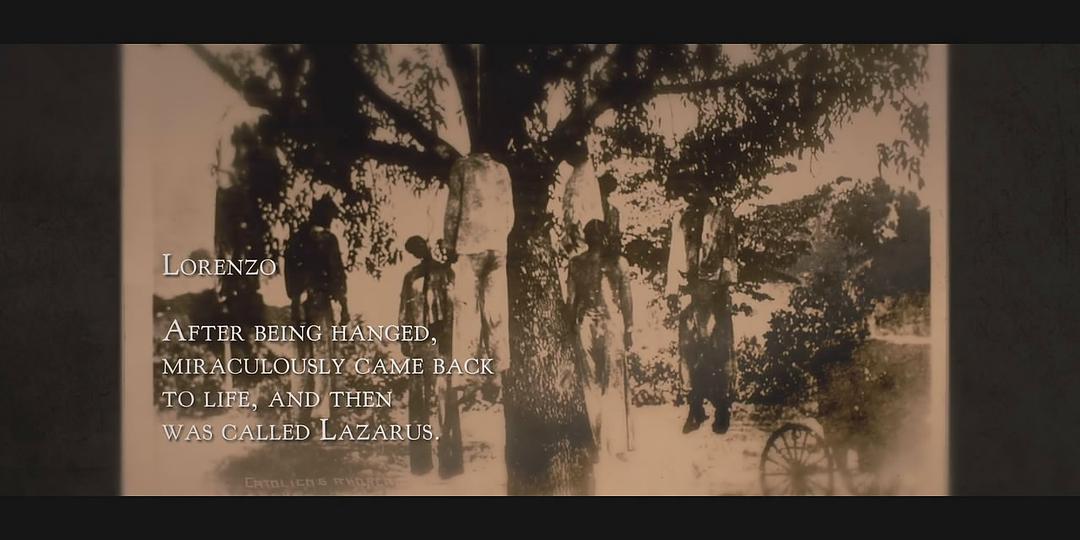 Lorenzo
After being hanged,
miraculously came back
to life, and then
was called Lazarus.